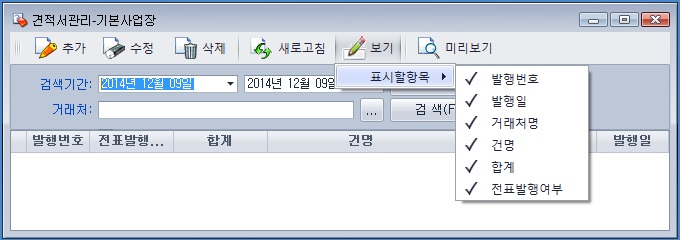 견적서관리-기본사업장
추가 수정 삭제 새로고침 보기 미리보기
검색기간: 2014년 12월 09일 2014년 12월 09
표시할항목
거래처: ... 검 색(F
발행번호
발행일
거래처명
건명
합계
전표발행여부
발행번호 전표발행... 합계 건명 발행일